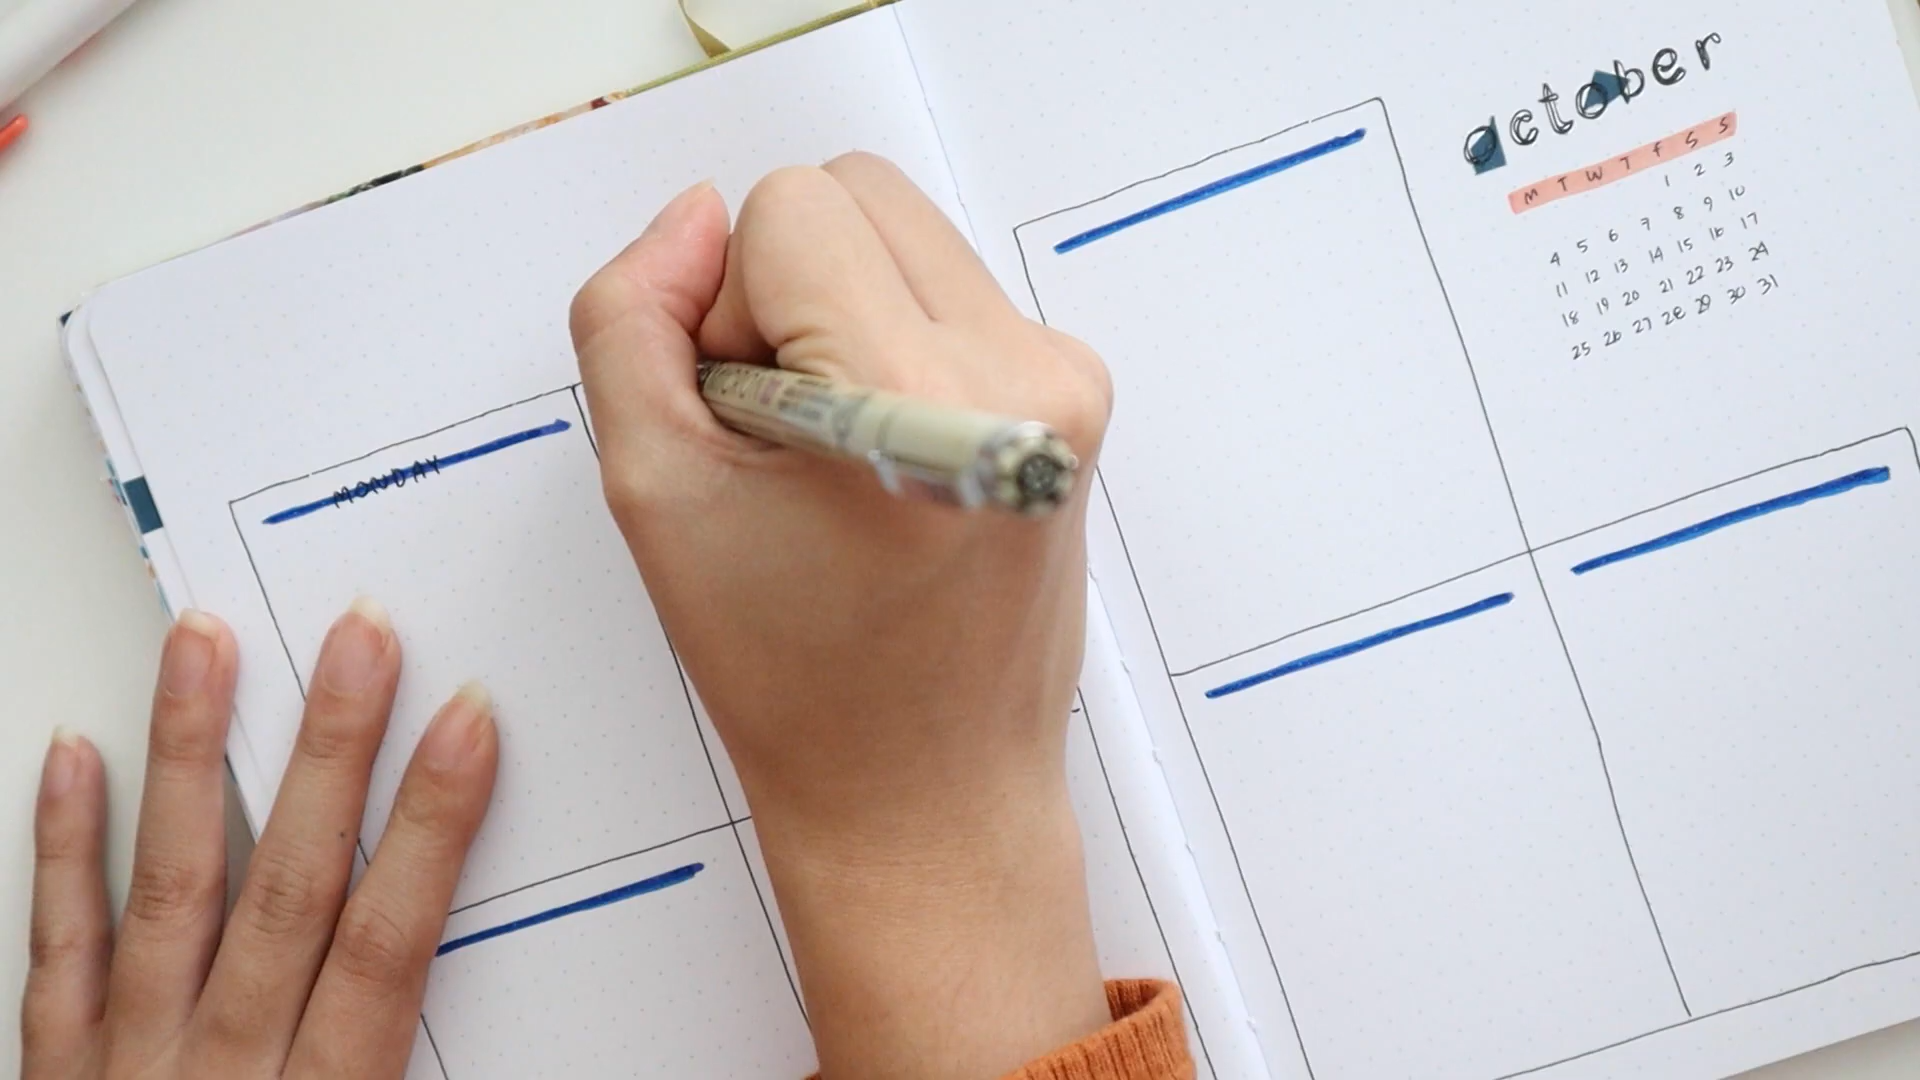 MONDAY
october
M T W T F S S
1 2 3
4 5 6 7 8 9 10
11 12 13 14 15 16 17
18 19 20 21 22 23 24
25 26 27 28 29 30 31